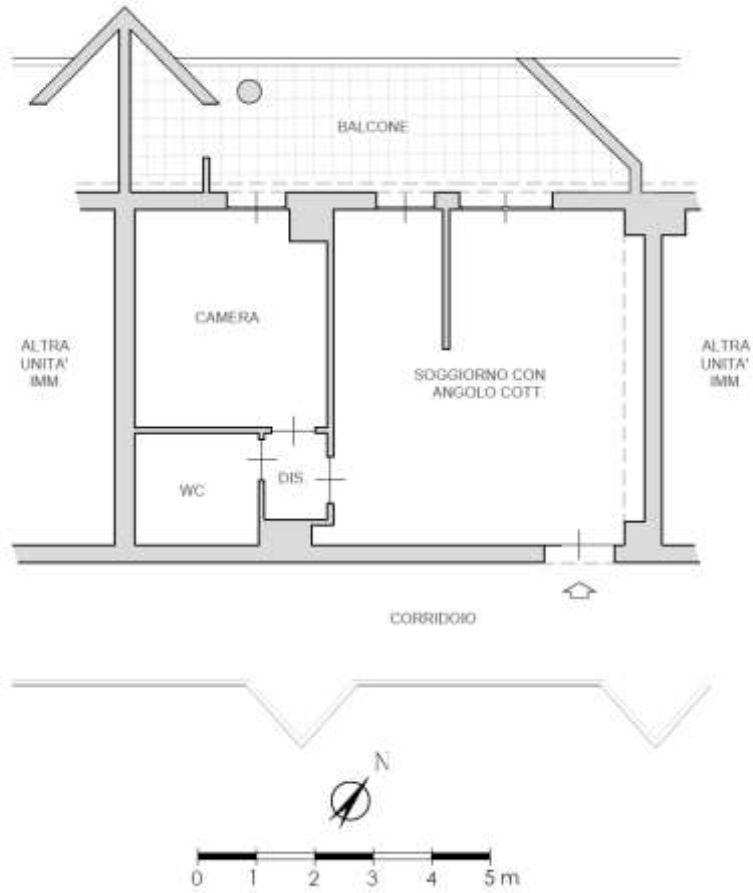 BALCONE
CAMERA
ALTRA
UNITA'
IMM.
SOGGIORNO CON
ANGOLO COTT.
ALTRA
UNITA'
IMM.
WC
DIS
CORRIDOIO
N
0 1 2 3 4 5 m